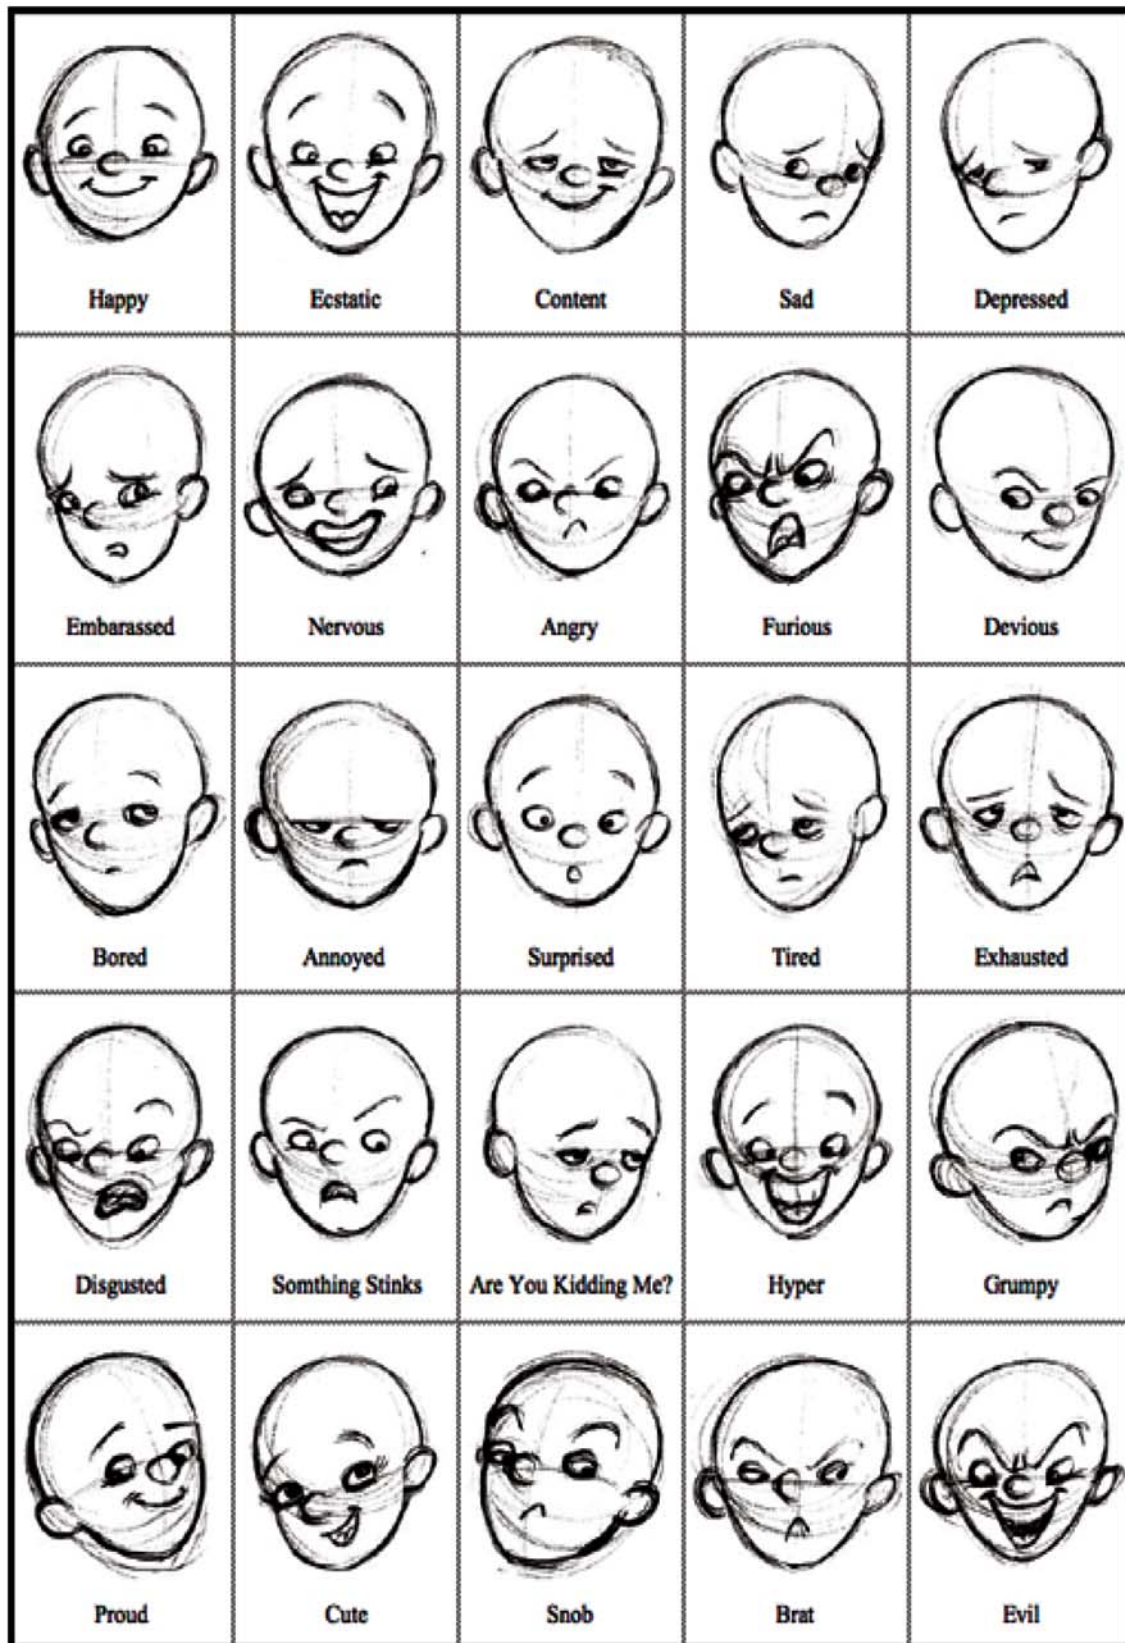 Happy
Ecstatic
Content
Sad
Depressed
Embarassed
Nervous
Angry
Furious
Devious
Bored
Annoyed
Surprised
Tired
Exhausted
Disgusted
Somthing Stinks
Are You Kidding Me?
Hyper
Grumpy
Proud
Cute
Snob
Brat
Evil